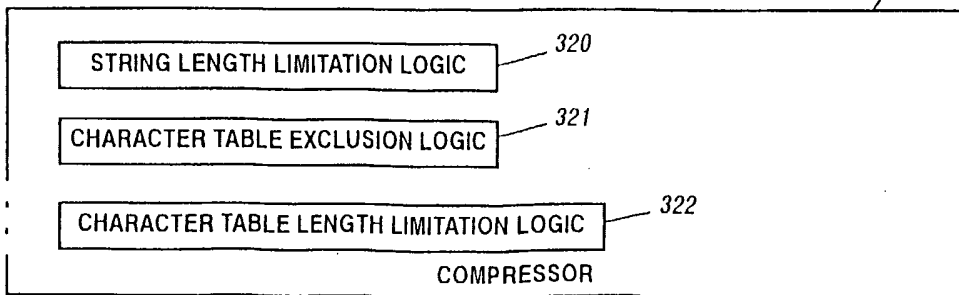 STRING LENGTH LIMITATION LOGIC 320
CHARACTER TABLE EXCLUSION LOGIC 321
CHARACTER TABLE LENGTH LIMITATION LOGIC 322
COMPRESSOR